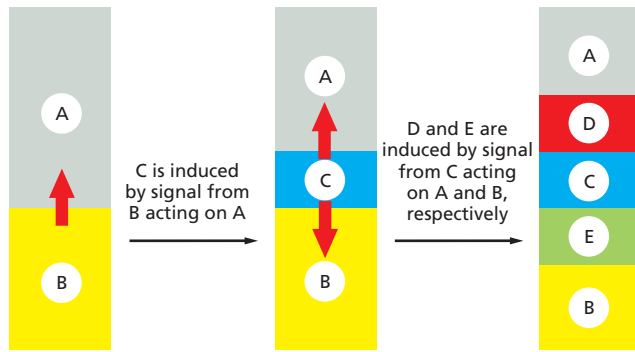 A
B
C is induced
by signal from
B acting on A
A
C
B
D and E are
induced by signal
from C acting
on A and B,
respectively
A
D
C
E
B